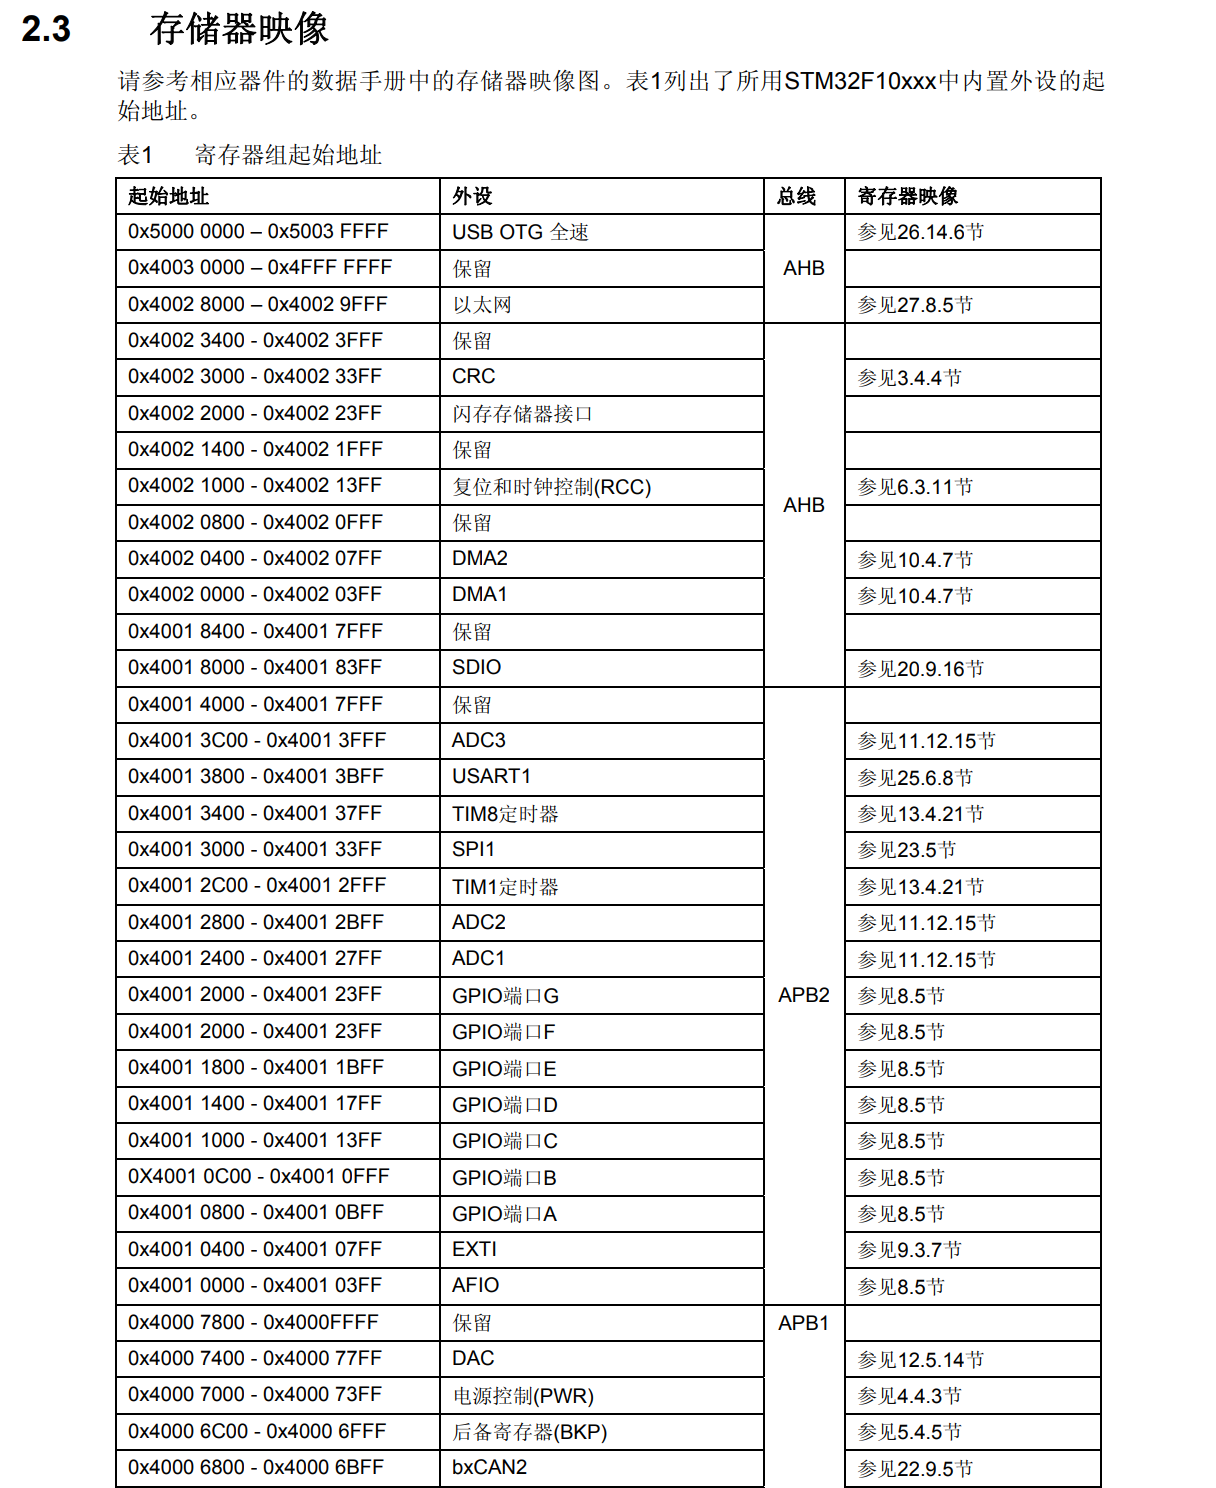 2.3 存储器映像
请参考相应器件的数据手册中的存储器映像图。表1列出了所用STM32F10xxx中内置外设的起
始地址。
表1 寄存器组起始地址
起始地址 外设 总线 寄存器映像
0x5000 0000 – 0x5003 FFFF USB OTG 全速 参见26.14.6节
0x4003 0000 – 0x4FFF FFFF 保留 AHB
0x4002 8000 – 0x4002 9FFF 以太网 参见27.8.5节
0x4002 3400 - 0x4002 3FFF 保留
0x4002 3000 - 0x4002 33FF CRC 参见3.4.4节
0x4002 2000 - 0x4002 23FF 闪存存储器接口
0x4002 1400 - 0x4002 1FFF 保留
0x4002 1000 - 0x4002 13FF 复位和时钟控制(RCC) AHB 参见6.3.11节
0x4002 0800 - 0x4002 0FFF 保留
0x4002 0400 - 0x4002 07FF DMA2 参见10.4.7节
0x4002 0000 - 0x4002 03FF DMA1 参见10.4.7节
0x4001 8400 - 0x4001 7FFF 保留
0x4001 8000 - 0x4001 83FF SDIO 参见20.9.16节
0x4001 4000 - 0x4001 7FFF 保留
0x4001 3C00 - 0x4001 3FFF ADC3 参见11.12.15节
0x4001 3800 - 0x4001 3BFF USART1 参见25.6.8节
0x4001 3400 - 0x4001 37FF TIM8定时器 参见13.4.21节
0x4001 3000 - 0x4001 33FF SPI1 参见23.5节
0x4001 2C00 - 0x4001 2FFF TIM1定时器 参见13.4.21节
0x4001 2800 - 0x4001 2BFF ADC2 参见11.12.15节
0x4001 2400 - 0x4001 27FF ADC1 参见11.12.15节
0x4001 2000 - 0x4001 23FF GPIO端口G APB2 参见8.5节
0x4001 2000 - 0x4001 23FF GPIO端口F 参见8.5节
0x4001 1800 - 0x4001 1BFF GPIO端口E 参见8.5节
0x4001 1400 - 0x4001 17FF GPIO端口D 参见8.5节
0x4001 1000 - 0x4001 13FF GPIO端口C 参见8.5节
0X4001 0C00 - 0x4001 0FFF GPIO端口B 参见8.5节
0x4001 0800 - 0x4001 0BFF GPIO端口A 参见8.5节
0x4001 0400 - 0x4001 07FF EXTI 参见9.3.7节
0x4001 0000 - 0x4001 03FF AFIO 参见8.5节
0x4000 7800 - 0x4000FFFF 保留 APB1
0x4000 7400 - 0x4000 77FF DAC 参见12.5.14节
0x4000 7000 - 0x4000 73FF 电源控制(PWR) 参见4.4.3节
0x4000 6C00 - 0x4000 6FFF 后备寄存器(BKP) 参见5.4.5节
0x4000 6800 - 0x4000 6BFF bxCAN2 参见22.9.5节